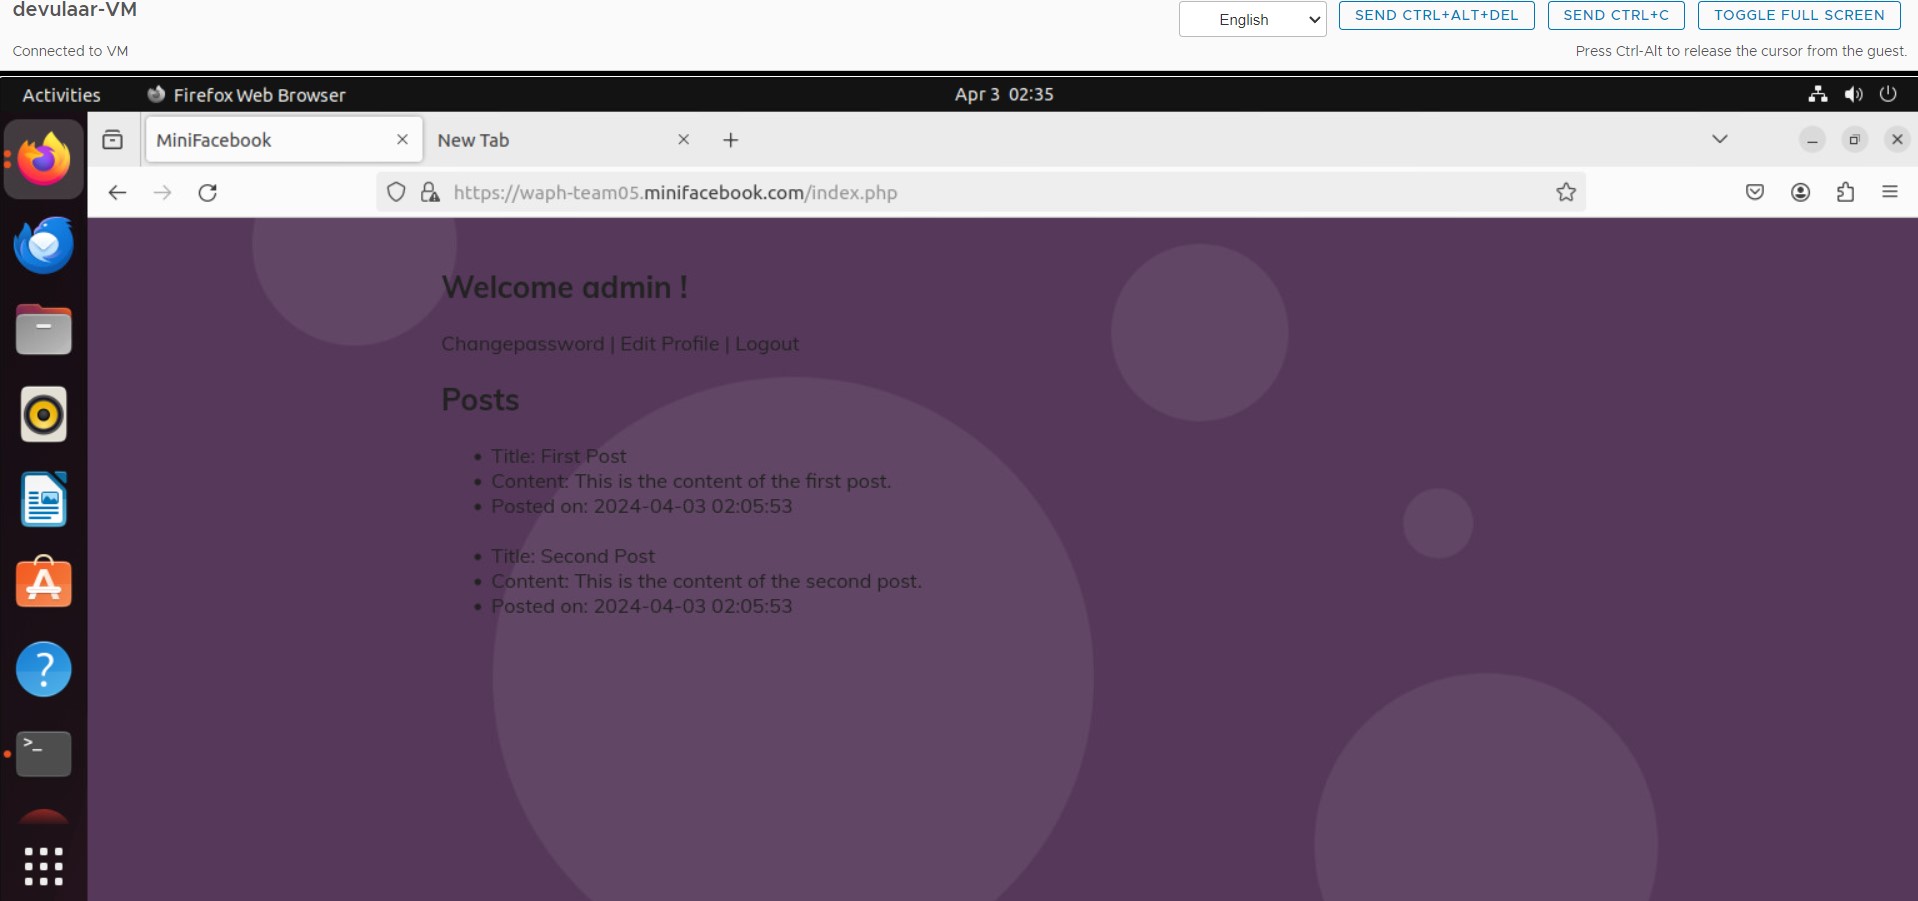 devulaar-VM
English
SEND CTRL+ALT+DEL
SEND CTRL+C
TOGGLE FULL SCREEN
Connected to VM
Press Ctrl-Alt to release the cursor from the guest.
Activities
Firefox Web Browser
Apr 3 02:35
MiniFacebook
New Tab
https://waph-team05.minifacebook.com/index.php
Welcome admin !
Changepassword | Edit Profile | Logout
Posts
• Title: First Post
• Content: This is the content of the first post.
• Posted on: 2024-04-03 02:05:53
• Title: Second Post
• Content: This is the content of the second post.
• Posted on: 2024-04-03 02:05:53